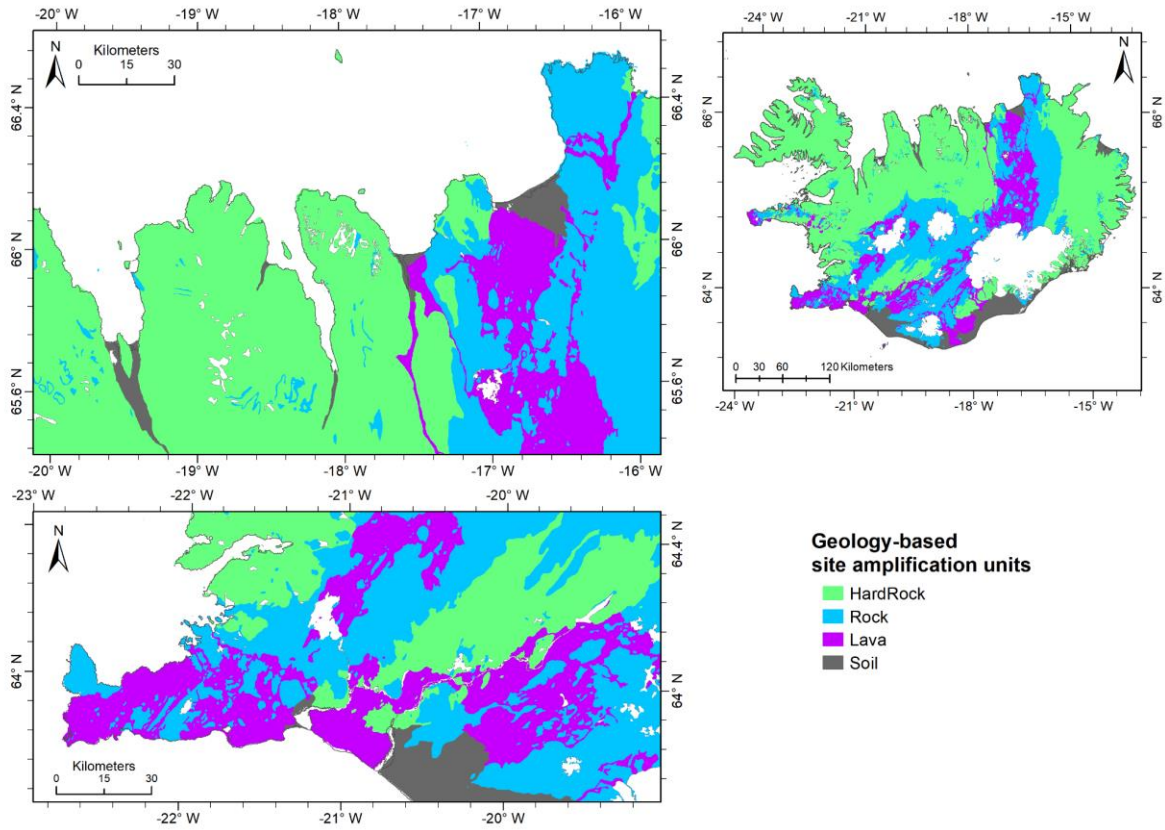 -20° W -19° W -18° W -17° W -16° W
N
Kilometers
0 15 30
66.4° N
66° N
65.6° N
66.4° N
66° N
65.6° N
-20° W -19° W -18° W -17° W -16° W
-24° W -21° W -18° W -15° W
N
66° N
64° N
66° N
64° N
0 30 60 120 Kilometers
-24° W -21° W -18° W -15° W
-23° W -22° W -21° W -20° W
N
64° N
64.4° N
64° N
Kilometers
0 15 30
-22° W -21° W -20° W
Geology-based
site amplification units
HardRock
Rock
Lava
Soil